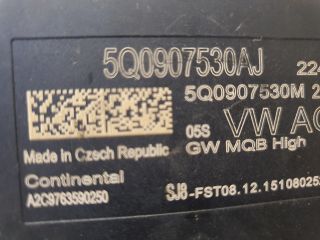 5Q0907530AJ 224
5Q0907530M 2
05S VW AG
Made in Czech Republic GW MQB High
Continental
A2C9763590250 SJ8-FST08.12.15108025